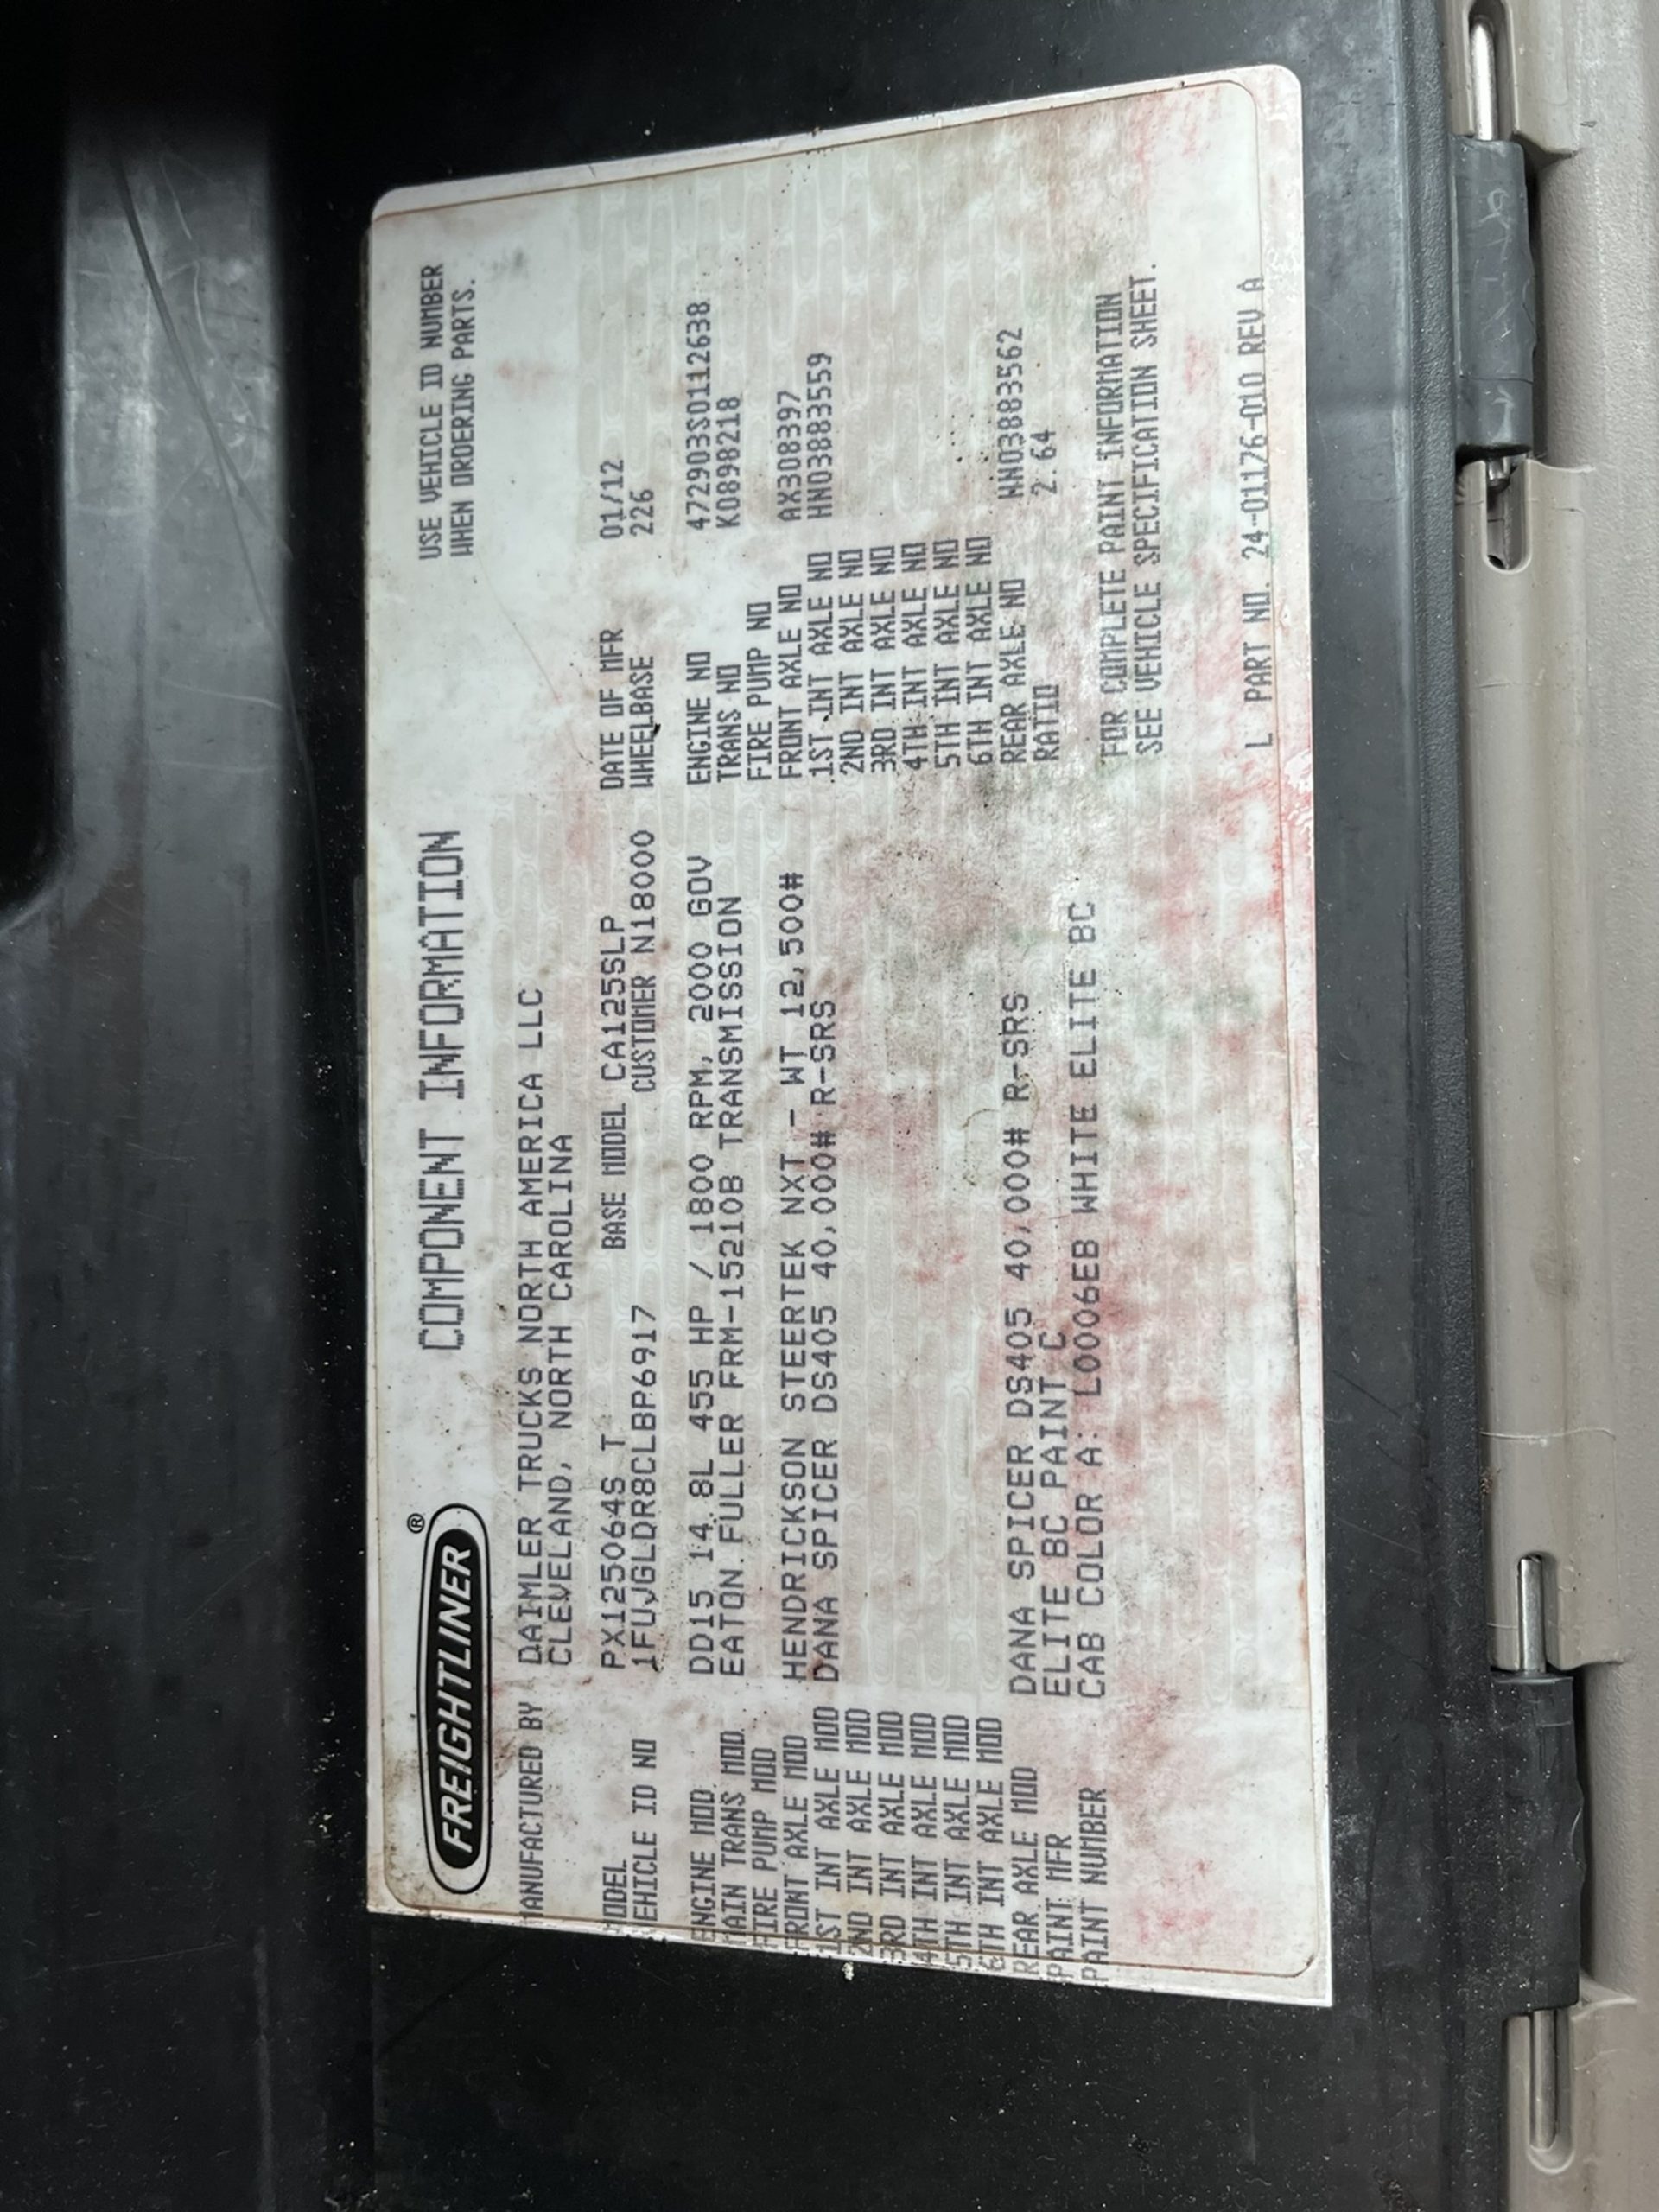 FREIGHTLINER®
COMPONENT INFORMATION
USE VEHICLE ID NUMBER
WHEN ORDERING PARTS.
MANUFACTURED BY DAIMLER TRUCKS NORTH AMERICA LLC
CLEVELAND, NORTH CAROLINA
MODEL PX125064S T BASE MODEL CA125SLP DATE OF MFR 01/12
VEHICLE ID NO 1FUJGLDR8CLBP6917 CUSTOMER N18000 WHEELBASE 226
ENGINE MOD DD15 14.8L 455 HP / 1800 RPM, 2000 GOV ENGINE NO 472903S0112638
MAIN TRANS MOD EATON FULLER FRM-15210B TRANSMISSION TRANS NO K0898218
FIRE PUMP MOD FIRE PUMP NO
FRONT AXLE MOD HENDRICKSON STEERTEK NXT - WT 12,500# FRONT AXLE NO AX308397
1ST INT AXLE MOD DANA SPICER DS405 40,000# R-SRS 1ST INT AXLE NO HN03883559
2ND INT AXLE MOD 2ND INT AXLE NO
3RD INT AXLE MOD 3RD INT AXLE NO
4TH INT AXLE MOD 4TH INT AXLE NO
5TH INT AXLE MOD 5TH INT AXLE NO
6TH INT AXLE MOD 6TH INT AXLE NO
REAR AXLE MOD DANA SPICER DS405 40,000# R-SRS REAR AXLE NO HN03883562
PAINT MFR ELITE BC PAINT C RATIO 2.64
PAINT NUMBER CAB COLOR A: L0006EB WHITE ELITE BC
FOR COMPLETE PAINT INFORMATION
SEE VEHICLE SPECIFICATION SHEET.
L PART NO. 24-01176-010 REV A